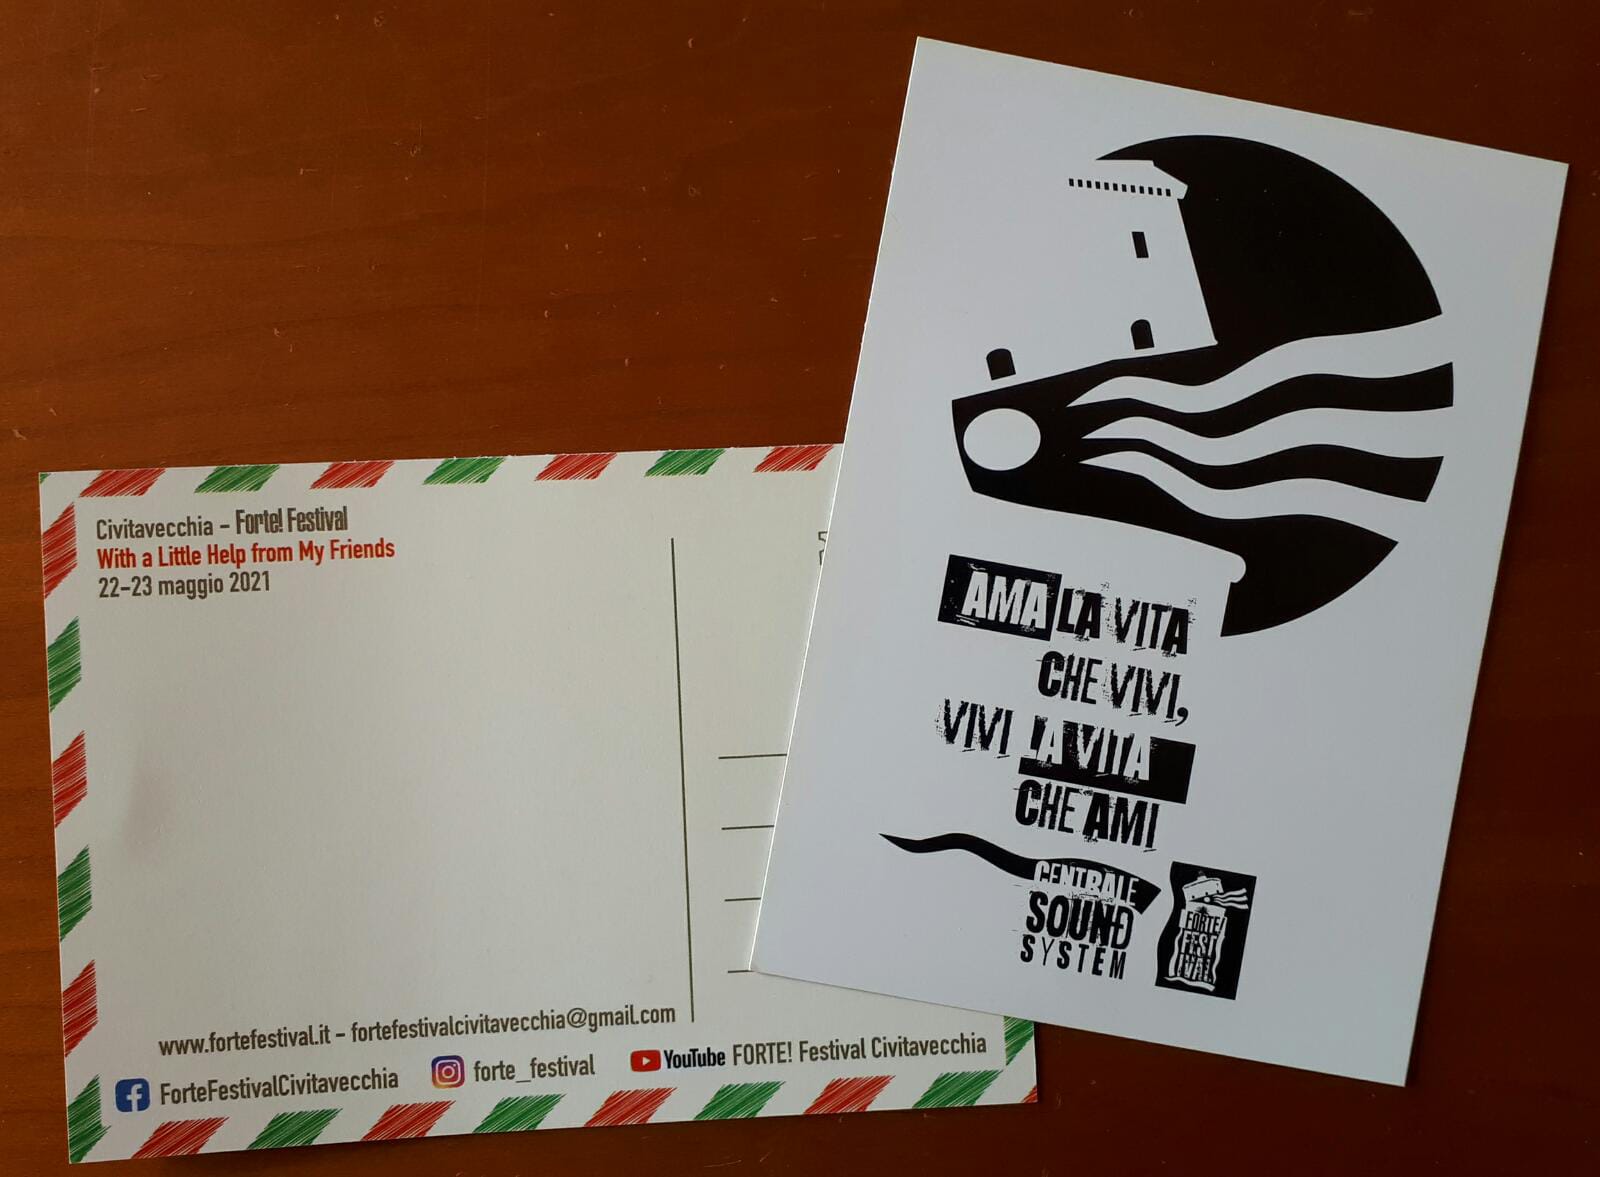 Civitavecchia – Forte! Festival
With a Little Help from My Friends
22–23 maggio 2021
www.fortefestival.it – fortefestivalcivitavecchia@gmail.com
ForteFestivalCivitavecchia
forte_festival
YouTube FORTE! Festival Civitavecchia
AMA LA VITA
CHE VIVI,
VIVI LA VITA
CHE AMI
CENTRALE
SOUND
SYSTEM
FORTE!
FEST
IVAL